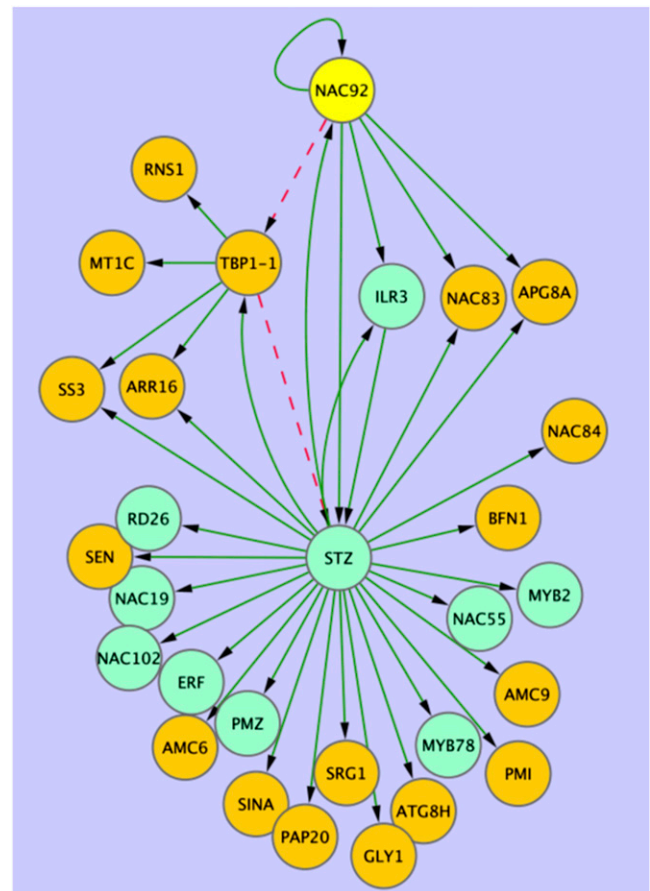 NAC92
RNS1
MT1C
TBP1-1
ILR3
NAC83
APG8A
SS3
ARR16
NAC84
RD26
BFN1
SEN
STZ
NAC19
MYB2
NAC55
NAC102
ERF
AMC9
PMZ
AMC6
MYB78
SRG1
PMI
SINA
ATG8H
PAP20
GLY1